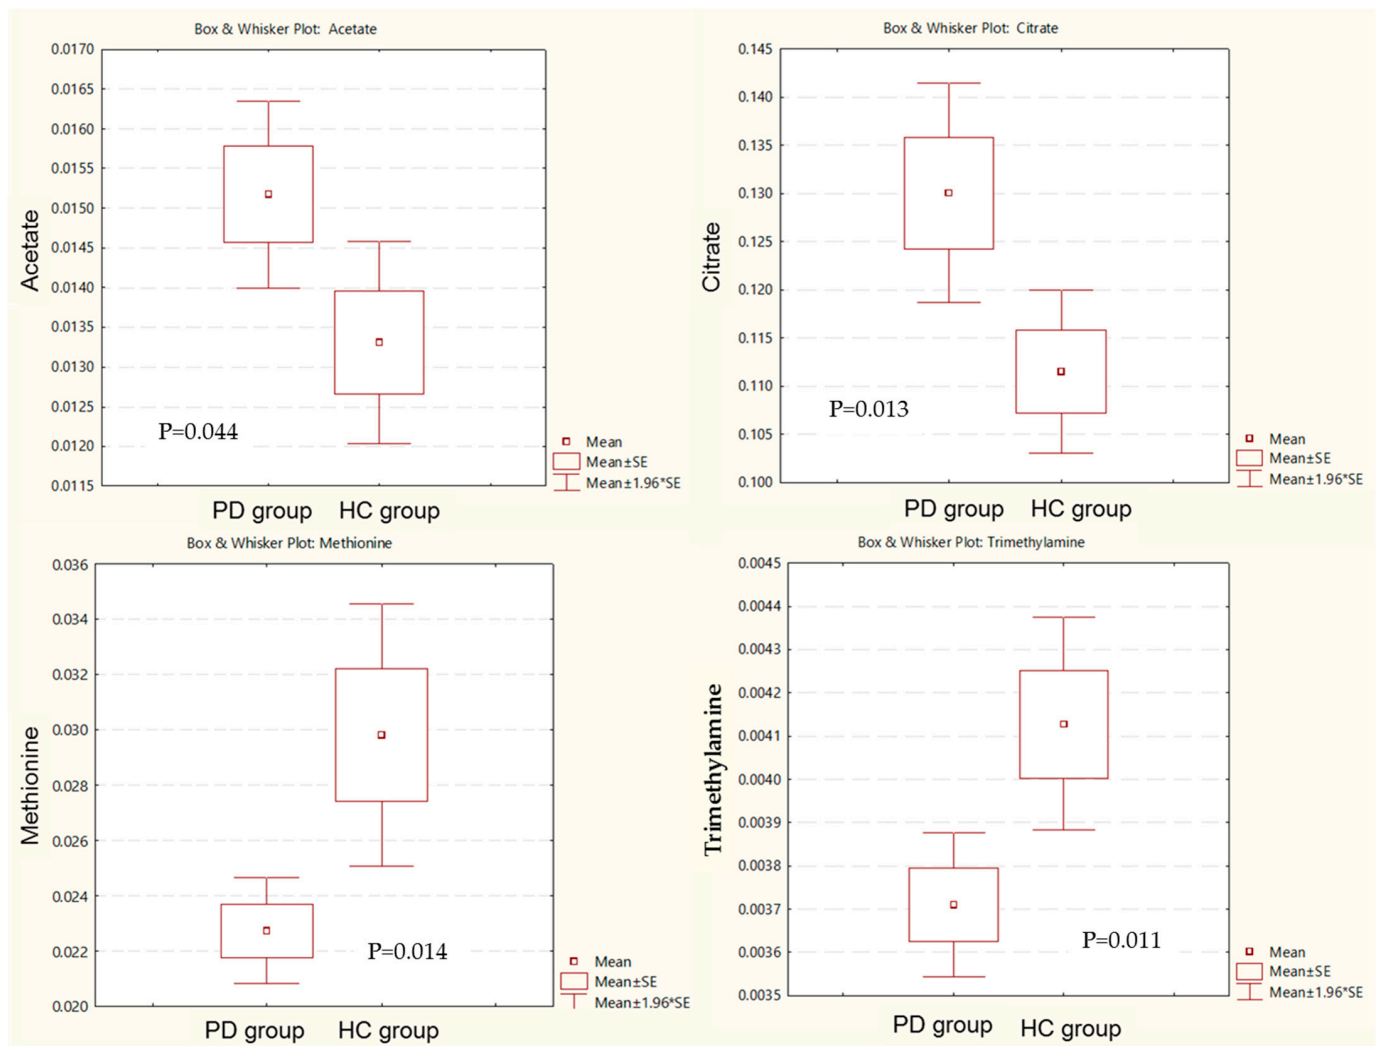 Box & Whisker Plot: Acetate
0.0170
0.0165
0.0160
0.0155
0.0150
0.0145
0.0140
0.0135
0.0130
0.0125
0.0120
0.0115
Acetate
P=0.044
Mean
Mean±SE
Mean±1.96*SE
PD group HC group
Box & Whisker Plot: Citrate
0.145
0.140
0.135
0.130
0.125
0.120
0.115
0.110
0.105
0.100
Citrate
P=0.013
Mean
Mean±SE
Mean±1.96*SE
PD group HC group
Box & Whisker Plot: Methionine
0.036
0.034
0.032
0.030
0.028
0.026
0.024
0.022
0.020
Methionine
P=0.014
Mean
Mean±SE
Mean±1.96*SE
PD group HC group
Box & Whisker Plot: Trimethylamine
0.0045
0.0044
0.0043
0.0042
0.0041
0.0040
0.0039
0.0038
0.0037
0.0036
0.0035
Trimethylamine
P=0.011
Mean
Mean±SE
Mean±1.96*SE
PD group HC group